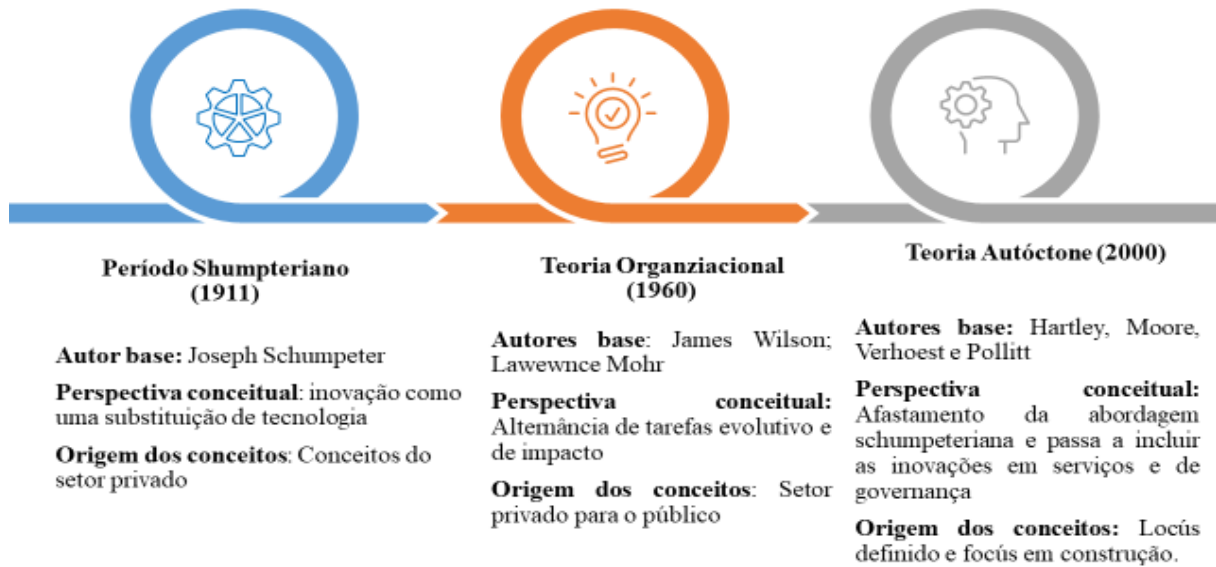 Período Shumpteriano
(1911)
Autor base: Joseph Schumpeter
Perspectiva conceitual: inovação como
uma substituição de tecnologia
Origem dos conceitos: Conceitos do
setor privado
Teoria Organziacional
(1960)
Autores base: James Wilson;
Lawewnce Mohr
Perspectiva conceitual:
Alternância de tarefas evolutivo e
de impacto
Origem dos conceitos: Setor
privado para o público
Teoria Autóctone (2000)
Autores base: Hartley, Moore,
Verhoest e Pollitt
Perspectiva conceitual:
Afastamento da abordagem
schumpeteriana e passa a incluir
as inovações em serviços e de
governança
Origem dos conceitos: Locús
definido e focús em construção.